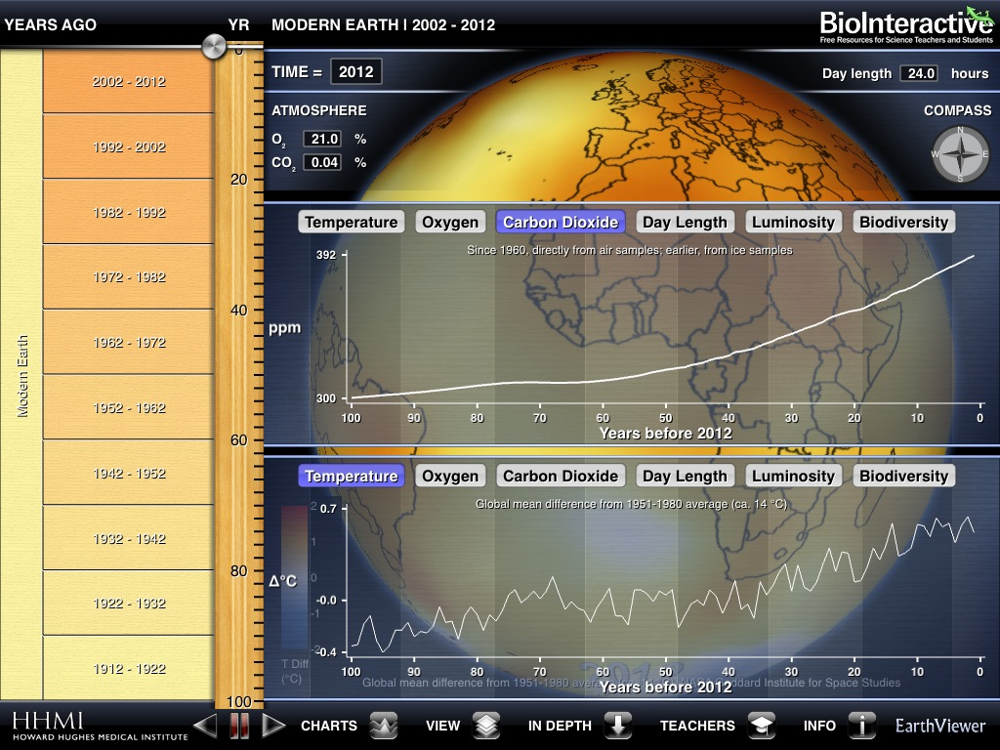 YEARS AGO
YR
MODERN EARTH | 2002 - 2012
BioInteractive
Free Resources for Science Teachers and Students
TIME = 2012
Day length 24.0 hours
ATMOSPHERE
O2 21.0 %
CO2 0.04 %
COMPASS
N
W E
S
Modern Earth
2002 - 2012
1992 - 2002
1982 - 1992
1972 - 1982
1962 - 1972
1952 - 1962
1942 - 1952
1932 - 1942
1922 - 1932
1912 - 1922
0
20
40
60
80
100
Temperature Oxygen Carbon Dioxide Day Length Luminosity Biodiversity
Since 1960, directly from air samples; earlier, from ice samples
392
ppm
300
100 90 80 70 60 50 40 30 20 10 0
Years before 2012
Temperature Oxygen Carbon Dioxide Day Length Luminosity Biodiversity
Global mean difference from 1951-1980 average (ca. 14 °C)
0.7
Δ°C
-0.0
-0.4
2
1
0
-1
-2
T Diff
(°C)
100 90 80 70 60 50 40 30 20 10 0
Global mean difference from 1951-1980 Institute for Space Studies
Years before 2012
HHMI
HOWARD HUGHES MEDICAL INSTITUTE
CHARTS
VIEW
IN DEPTH
TEACHERS
INFO
EarthViewer